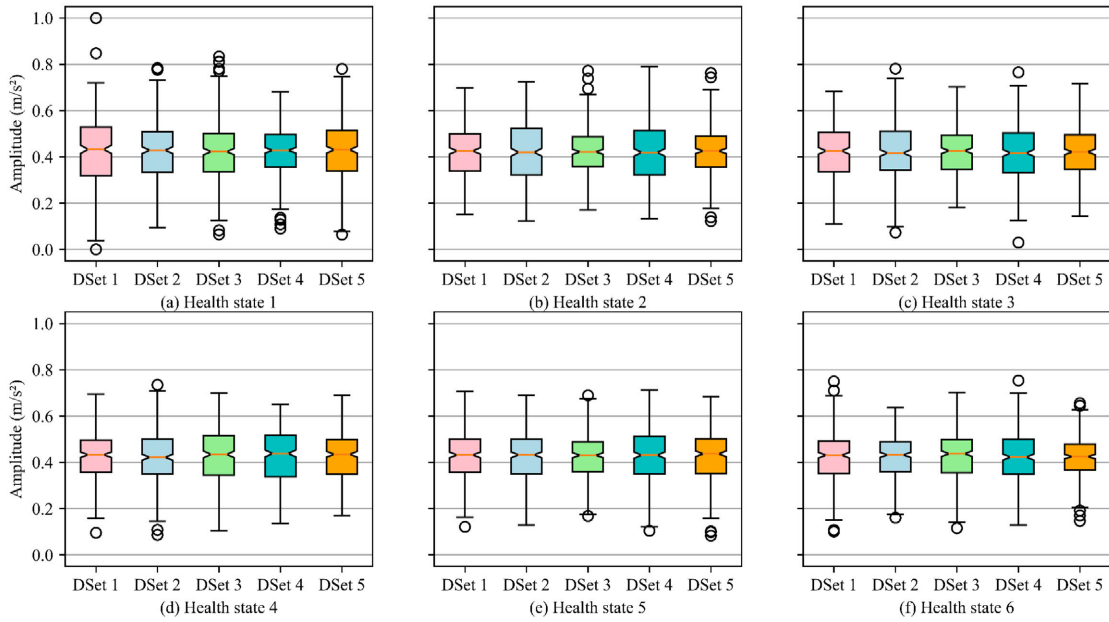 Amplitude (m/s²)
1.0
0.8
0.6
0.4
0.2
0.0
DSet 1 DSet 2 DSet 3 DSet 4 DSet 5
(a) Health state 1
DSet 1 DSet 2 DSet 3 DSet 4 DSet 5
(b) Health state 2
DSet 1 DSet 2 DSet 3 DSet 4 DSet 5
(c) Health state 3
Amplitude (m/s²)
1.0
0.8
0.6
0.4
0.2
0.0
DSet 1 DSet 2 DSet 3 DSet 4 DSet 5
(d) Health state 4
DSet 1 DSet 2 DSet 3 DSet 4 DSet 5
(e) Health state 5
DSet 1 DSet 2 DSet 3 DSet 4 DSet 5
(f) Health state 6